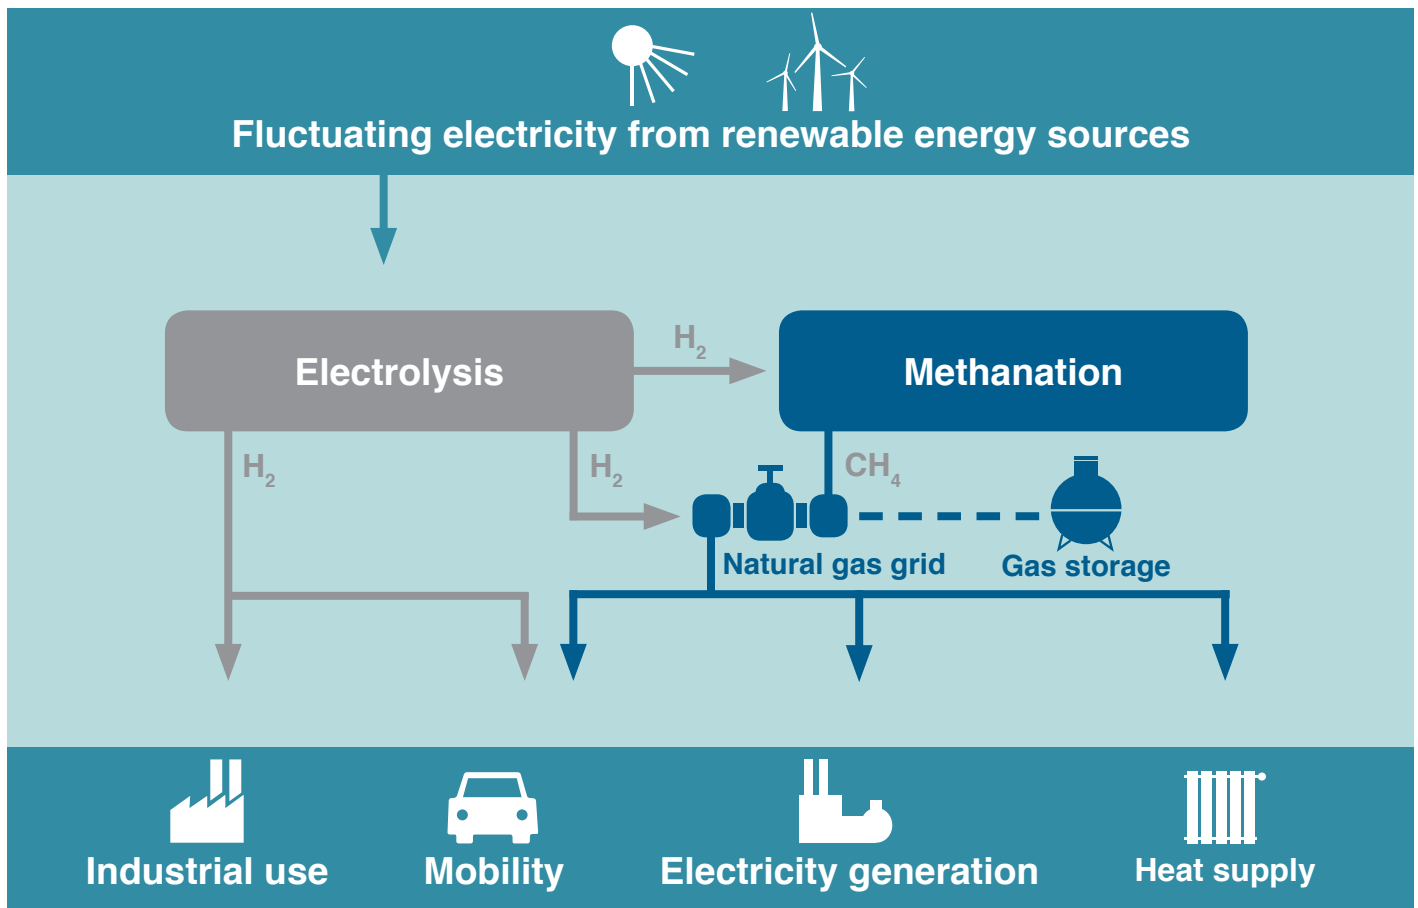 Fluctuating electricity from renewable energy sources
H₂
Electrolysis
Methanation
H₂
H₂
CH₄
Natural gas grid
Gas storage
Industrial use
Mobility
Electricity generation
Heat supply